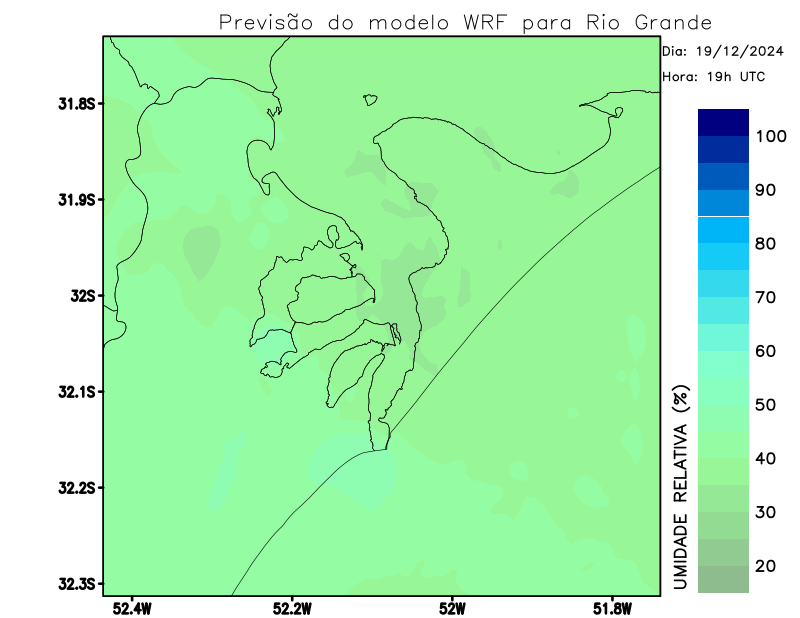 Previsão do modelo WRF para Rio Grande
Dia: 19/12/2024
Hora: 19h UTC
31.8S
31.9S
32S
32.1S
32.2S
32.3S
52.4W
52.2W
52W
51.8W
100
90
80
70
60
50
40
30
20
UMIDADE RELATIVA (%)